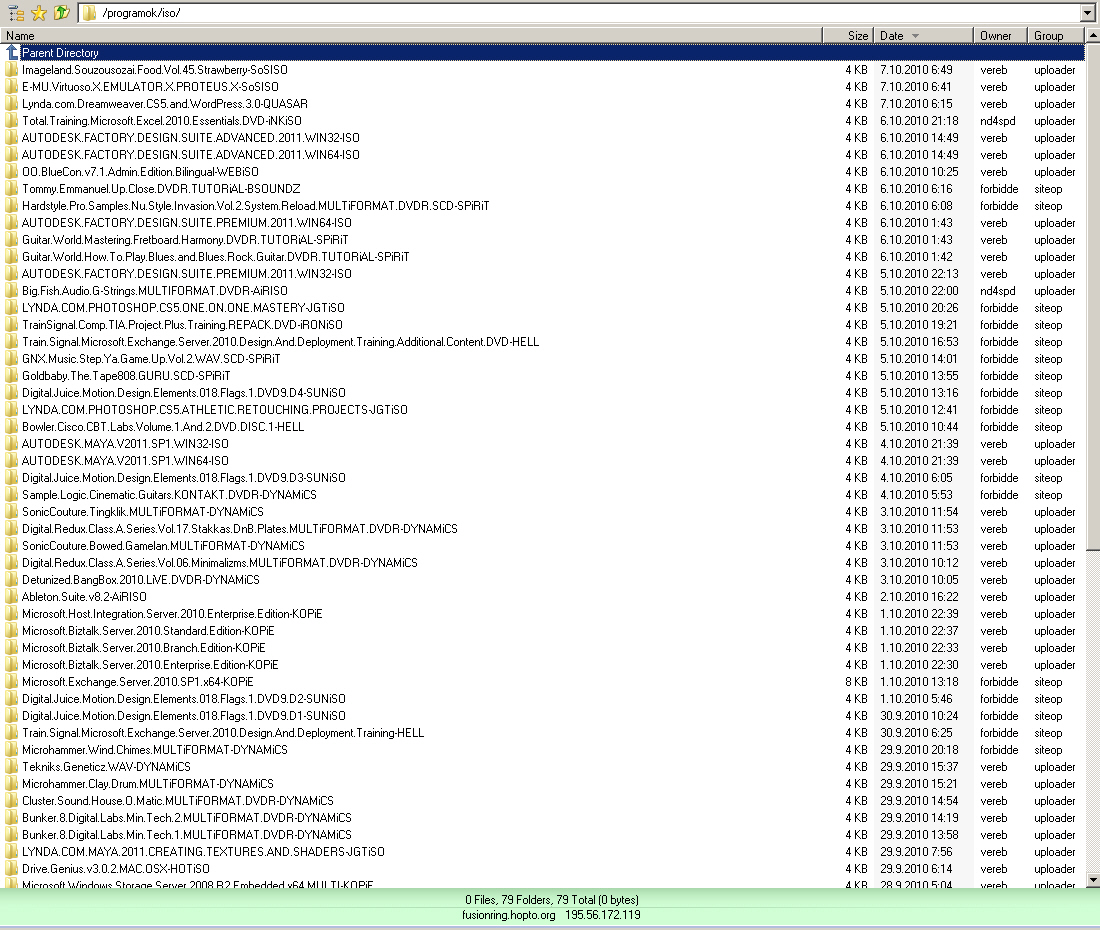 /programok/iso/
Name Size Date Owner Group
Parent Directory
Imageland.Souzousozai.Food.Vol.45.Strawberry-SoSISO 4 KB 7.10.2010 6:49 vereb uploader
E-MU.Virtuoso.X.EMULATOR.X.PROTEUS.X-SoSISO 4 KB 7.10.2010 6:41 vereb uploader
Lynda.com.Dreamweaver.CS5.and.WordPress.3.0-QUASAR 4 KB 7.10.2010 6:15 vereb uploader
Total.Training.Microsoft.Excel.2010.Essentials.DVD-iNKiSO 4 KB 6.10.2010 21:18 nd4spd uploader
AUTODESK.FACTORY.DESIGN.SUITE.ADVANCED.2011.WIN32-ISO 4 KB 6.10.2010 14:49 vereb uploader
AUTODESK.FACTORY.DESIGN.SUITE.ADVANCED.2011.WIN64-ISO 4 KB 6.10.2010 14:49 vereb uploader
OO.BlueCon.v7.1.Admin.Edition.Bilingual-WEBiSO 4 KB 6.10.2010 10:25 vereb uploader
Tommy.Emmanuel.Up.Close.DVDR.TUTORiAL-BSOUNDZ 4 KB 6.10.2010 6:16 forbidde siteop
Hardstyle.Pro.Samples.Nu.Style.Invasion.Vol.2.System.Reload.MULTiFORMAT.DVDR.SCD-SPiRiT 4 KB 6.10.2010 6:08 forbidde siteop
AUTODESK.FACTORY.DESIGN.SUITE.PREMIUM.2011.WIN64-ISO 4 KB 6.10.2010 1:43 vereb uploader
Guitar.World.Mastering.Fretboard.Harmony.DVDR.TUTORiAL-SPiRiT 4 KB 6.10.2010 1:43 vereb uploader
Guitar.World.How.To.Play.Blues.and.Blues.Rock.Guitar.DVDR.TUTORiAL-SPiRiT 4 KB 6.10.2010 1:42 vereb uploader
AUTODESK.FACTORY.DESIGN.SUITE.PREMIUM.2011.WIN32-ISO 4 KB 5.10.2010 22:13 vereb uploader
Big.Fish.Audio.G-Strings.MULTIFORMAT.DVDR-AiRISO 4 KB 5.10.2010 22:00 nd4spd uploader
LYNDA.COM.PHOTOSHOP.CS5.ONE.ON.ONE.MASTERY-JGTiSO 4 KB 5.10.2010 20:26 forbidde siteop
TrainSignal.Comp.TIA.Project.Plus.Training.REPACK.DVD-iRONiSO 4 KB 5.10.2010 19:21 forbidde siteop
Train.Signal.Microsoft.Exchange.Server.2010.Design.And.Deployment.Training.Additional.Content.DVD-HELL 4 KB 5.10.2010 16:53 forbidde siteop
GNX.Music.Step.Ya.Game.Up.Vol.2.WAV.SCD-SPiRiT 4 KB 5.10.2010 14:01 forbidde siteop
Goldbaby.The.Tape808.GURU.SCD-SPiRiT 4 KB 5.10.2010 13:55 forbidde siteop
Digital.Juice.Motion.Design.Elements.018.Flags.1.DVD9.D4-SUNiSO 4 KB 5.10.2010 13:16 forbidde siteop
LYNDA.COM.PHOTOSHOP.CS5.ATHLETIC.RETOUCHING.PROJECTS-JGTiSO 4 KB 5.10.2010 12:41 forbidde siteop
Bowler.Cisco.CBT.Labs.Volume.1.And.2.DVD.DISC.1-HELL 4 KB 5.10.2010 10:44 forbidde siteop
AUTODESK.MAYA.V2011.SP1.WIN32-ISO 4 KB 4.10.2010 21:39 vereb uploader
AUTODESK.MAYA.V2011.SP1.WIN64-ISO 4 KB 4.10.2010 21:39 vereb uploader
Digital.Juice.Motion.Design.Elements.018.Flags.1.DVD9.D3-SUNiSO 4 KB 4.10.2010 6:05 forbidde siteop
Sample.Logic.Cinematic.Guitars.KONTAKT.DVDR-DYNAMiCS 4 KB 4.10.2010 5:53 forbidde siteop
SonicCouture.Tingklik.MULTiFORMAT-DYNAMiCS 4 KB 3.10.2010 11:54 vereb uploader
Digital.Redux.Class.A.Series.Vol.17.Stakkas.DnB.Plates.MULTiFORMAT.DVDR-DYNAMiCS 4 KB 3.10.2010 11:53 vereb uploader
SonicCouture.Bowed.Gamelan.MULTiFORMAT-DYNAMiCS 4 KB 3.10.2010 11:53 vereb uploader
Digital.Redux.Class.A.Series.Vol.06.Minimalizms.MULTiFORMAT.DVDR-DYNAMiCS 4 KB 3.10.2010 10:12 vereb uploader
Detunized.BangBox.2010.LiVE.DVDR-DYNAMiCS 4 KB 3.10.2010 10:05 vereb uploader
Ableton.Suite.v8.2-AiRISO 4 KB 2.10.2010 16:22 vereb uploader
Microsoft.Host.Integration.Server.2010.Enterprise.Edition-KOPiE 4 KB 1.10.2010 22:39 vereb uploader
Microsoft.Biztalk.Server.2010.Standard.Edition-KOPiE 4 KB 1.10.2010 22:37 vereb uploader
Microsoft.Biztalk.Server.2010.Branch.Edition-KOPiE 4 KB 1.10.2010 22:33 vereb uploader
Microsoft.Biztalk.Server.2010.Enterprise.Edition-KOPiE 4 KB 1.10.2010 22:30 vereb uploader
Microsoft.Exchange.Server.2010.SP1.x64-KOPiE 8 KB 1.10.2010 13:18 forbidde siteop
Digital.Juice.Motion.Design.Elements.018.Flags.1.DVD9.D2-SUNiSO 4 KB 1.10.2010 5:46 forbidde siteop
Digital.Juice.Motion.Design.Elements.018.Flags.1.DVD9.D1-SUNiSO 4 KB 30.9.2010 10:24 forbidde siteop
Train.Signal.Microsoft.Exchange.Server.2010.Design.And.Deployment.Training-HELL 4 KB 30.9.2010 6:25 forbidde siteop
Microhammer.Wind.Chimes.MULTiFORMAT-DYNAMiCS 4 KB 29.9.2010 20:18 forbidde siteop
Tekniks.Geneticz.WAV-DYNAMiCS 4 KB 29.9.2010 15:37 vereb uploader
Microhammer.Clay.Drum.MULTiFORMAT-DYNAMiCS 4 KB 29.9.2010 15:21 vereb uploader
Cluster.Sound.House.O.Matic.MULTiFORMAT.DVDR-DYNAMiCS 4 KB 29.9.2010 14:54 vereb uploader
Bunker.8.Digital.Labs.Min.Tech.2.MULTiFORMAT.DVDR-DYNAMiCS 4 KB 29.9.2010 14:19 vereb uploader
Bunker.8.Digital.Labs.Min.Tech.1.MULTiFORMAT.DVDR-DYNAMiCS 4 KB 29.9.2010 13:58 vereb uploader
LYNDA.COM.MAYA.2011.CREATING.TEXTURES.AND.SHADERS-JGTiSO 4 KB 29.9.2010 7:56 vereb uploader
Drive.Genius.v3.0.2.MAC.OSX-HOTiSO 4 KB 29.9.2010 6:14 vereb uploader
Microsoft.Windows.Storage.Server.2008.R2.Embedded.x64.MULTI-KOPiE 4 KB 28.9.2010 5:04 vereb uploader
0 Files, 79 Folders, 79 Total (0 bytes)
fusionring.hopto.org 195.56.172.119